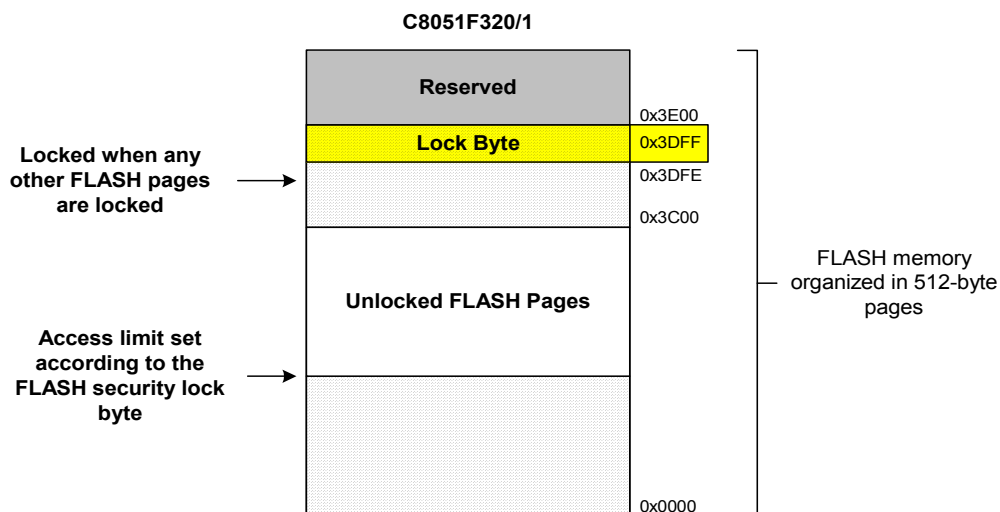 C8051F320/1
Reserved
0x3E00
Lock Byte
0x3DFF
Locked when any
other FLASH pages
are locked
0x3DFE
0x3C00
FLASH memory
organized in 512-byte
pages
Unlocked FLASH Pages
Access limit set
according to the
FLASH security lock
byte
0x0000